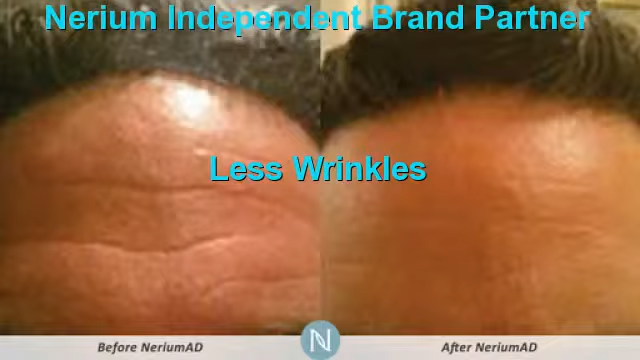 Nerium Independent Brand Partner
Less Wrinkles
N
Before NeriumAD
After NeriumAD